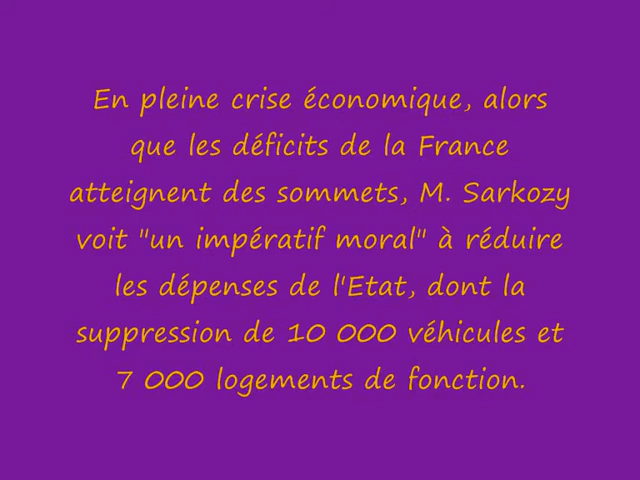 En pleine crise économique, alors
que les déficits de la France
atteignent des sommets, M. Sarkozy
voit "un impératif moral" à réduire
les dépenses de l'Etat, dont la
suppression de 10 000 véhicules et
7 000 logements de fonction.